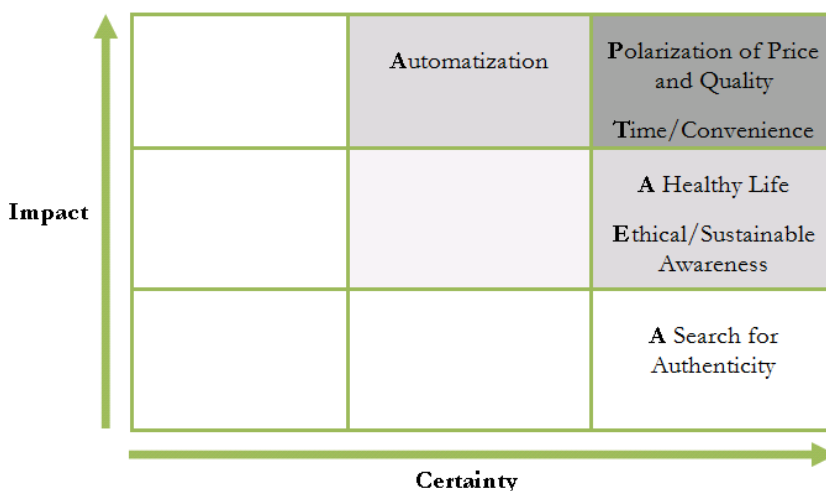 Automatization
Polarization of Price
and Quality
Time/Convenience
Impact
A Healthy Life
Ethical/Sustainable
Awareness
A Search for
Authenticity
Certainty